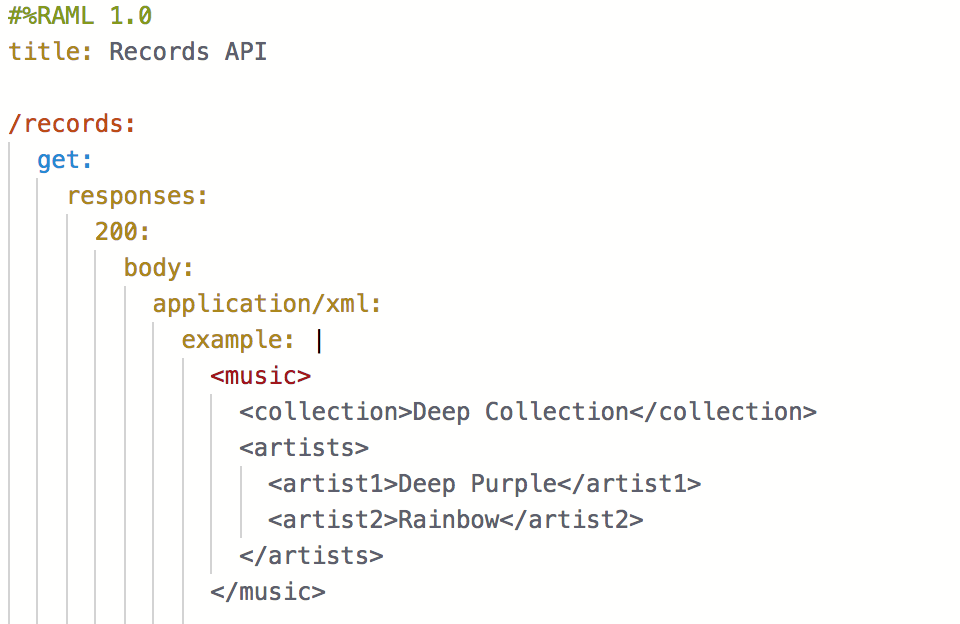 #%RAML 1.0
title: Records API

/records:
  get:
    responses:
      200:
        body:
          application/xml:
            example: |
              <music>
                <collection>Deep Collection</collection>
                <artists>
                  <artist1>Deep Purple</artist1>
                  <artist2>Rainbow</artist2>
                </artists>
              </music>